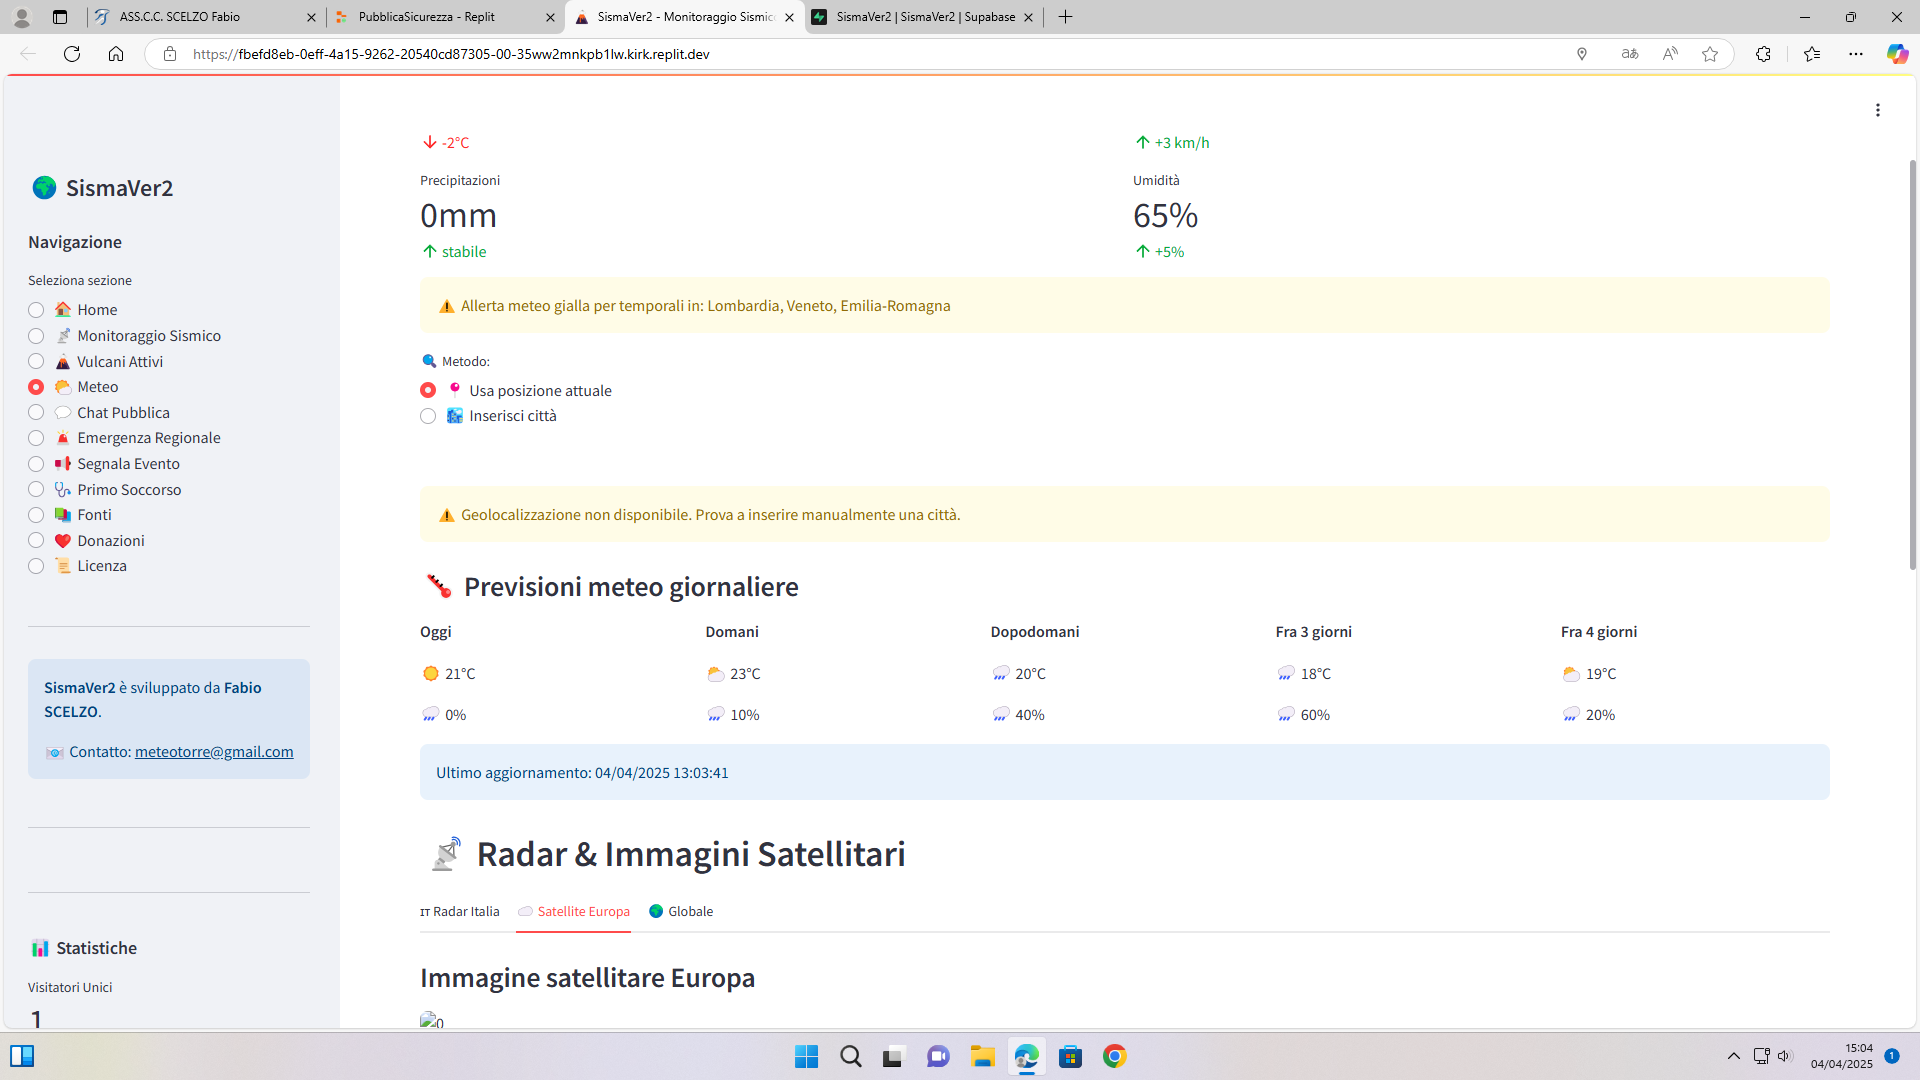 ASS.C.C. SCELZO Fabio
PubblicaSicurezza - Replit
SismaVer2 - Monitoraggio Sismic
SismaVer2 | SismaVer2 | Supabase
https://fbefd8eb-0eff-4a15-9262-20540cd87305-00-35ww2mnkpb1lw.kirk.replit.dev
SismaVer2
Navigazione
Seleziona sezione
Home
Monitoraggio Sismico
Vulcani Attivi
Meteo
Chat Pubblica
Emergenza Regionale
Segnala Evento
Primo Soccorso
Fonti
Donazioni
Licenza
SismaVer2 è sviluppato da Fabio
SCELZO.
Contatto: meteotorre@gmail.com
Statistiche
Visitatori Unici
1
-2°C
+3 km/h
Precipitazioni
Umidità
0mm
65%
stabile
+5%
Allerta meteo gialla per temporali in: Lombardia, Veneto, Emilia-Romagna
Metodo:
Usa posizione attuale
Inserisci città
Geolocalizzazione non disponibile. Prova a inserire manualmente una città.
Previsioni meteo giornaliere
Oggi
Domani
Dopodomani
Fra 3 giorni
Fra 4 giorni
21°C
23°C
20°C
18°C
19°C
0%
10%
40%
60%
20%
Ultimo aggiornamento: 04/04/2025 13:03:41
Radar & Immagini Satellitari
IT Radar Italia
Satellite Europa
Globale
Immagine satellitare Europa
0
15:04
04/04/2025
1